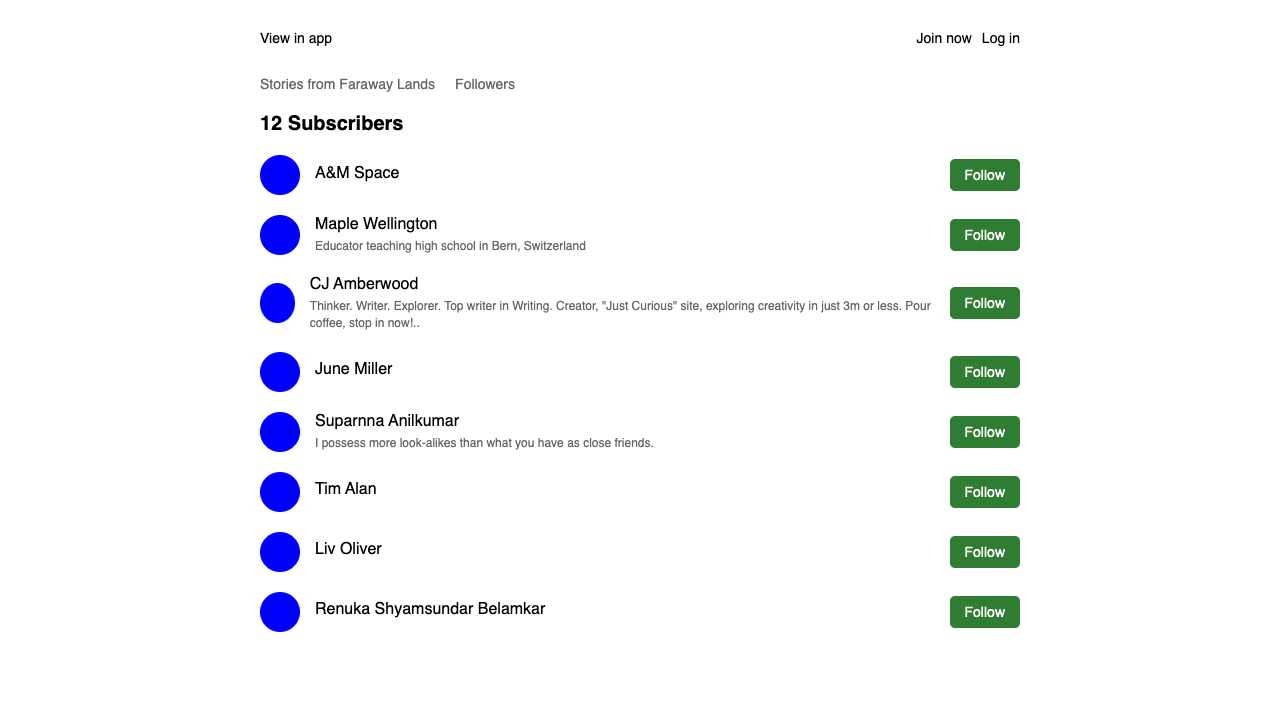 View in app Join now Log in
Stories from Faraway Lands Followers
12 Subscribers
A&M Space Follow
Maple Wellington
Educator teaching high school in Bern, Switzerland
Follow
CJ Amberwood
Thinker. Writer. Explorer. Top writer in Writing. Creator, "Just Curious" site, exploring creativity in just 3m or less. Pour
coffee, stop in now!..
Follow
June Miller Follow
Suparnna Anilkumar
I possess more look-alikes than what you have as close friends.
Follow
Tim Alan Follow
Liv Oliver Follow
Renuka Shyamsundar Belamkar Follow